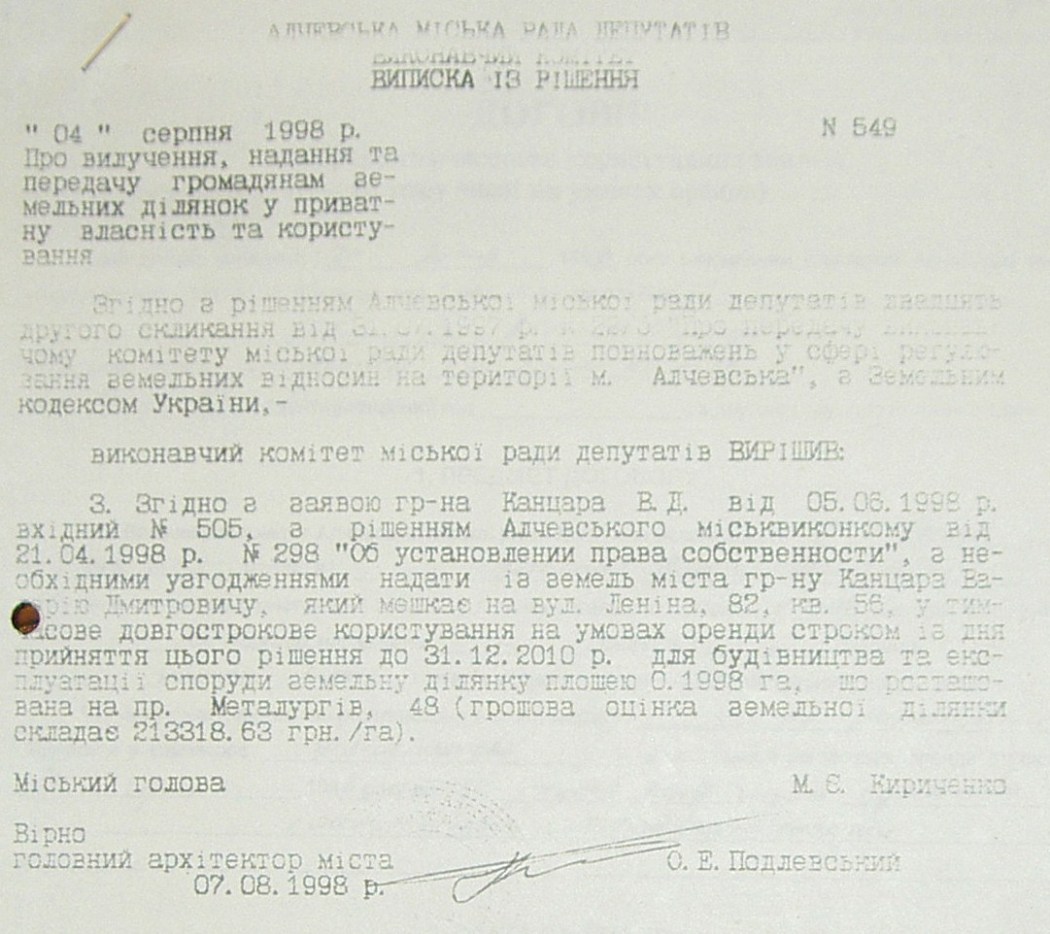 АЛЧЕВСЬКА МІСЬКА РАДА ДЕПУТАТІВ
ВИКОНАВЧИЙ КОМІТЕТ
ВИПИСКА ІЗ РІШЕННЯ
" 04 " серпня 1998 р. N 549
Про вилучення, надання та
передачу громадянам зе-
мельних ділянок у приват-
ну власність та користу-
вання
Згідно з рішенням Алчевської міської ради депутатів двадцять
другого скликання від 31.07.1997 р. N "Про передачу виконав-
чому комітету міської ради депутатів повноважень у сфері регулю-
вання земельних відносин на території м. Алчевська", з Земельним
кодексом України,-
виконавчий комітет міської ради депутатів ВИРІШИВ:
3. Згідно з заявою гр-на Канцара В.Д. від 05.06.1998 р.
вхідний № 505, з рішенням Алчевського міськвиконкому від
21.04.1998 р. № 298 "Об установлении права собственности", з не-
обхідними узгодженнями надати із земель міста гр-ну Канцара Ва-
Дмитровичу, який мешкає на вул. Леніна, 82, кв. 56, у тим-
часове довгострокове користування на умовах оренди строком із дня
прийняття цього рішення до 31.12.2010 р. для будівництва та екс-
плуатації споруди земельну ділянку площею 0.1998 га, що розташо-
вана на пр. Металургів, 48 (грошова оцінка земельної ділянки
складає 213318.63 грн./га).
Міський голова М.Є. Кириченко
Вірно
головний архітектор міста О.Е.Подлевський
07.08.1998 р.